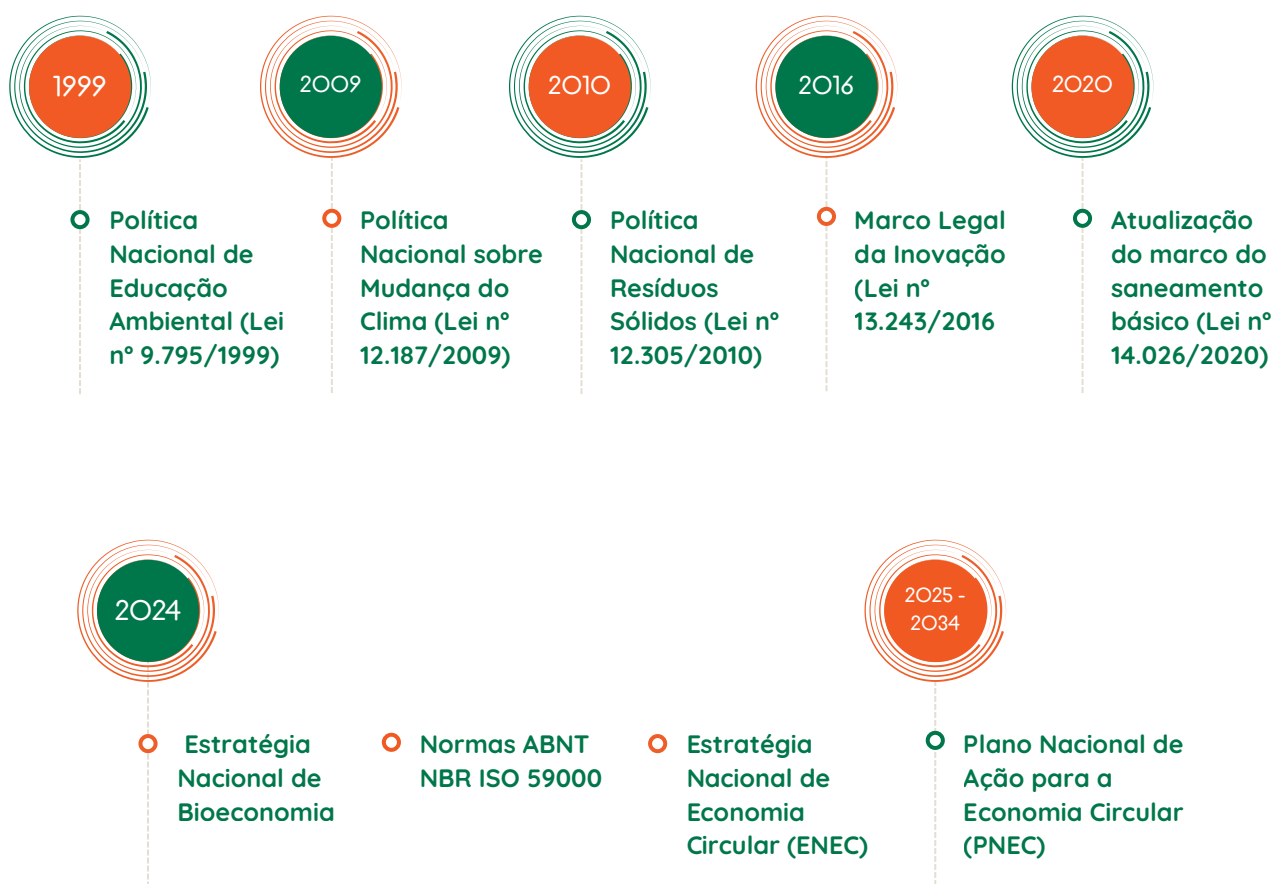 1999
2009
2010
2016
2020
Política
Nacional de
Educação
Ambiental (Lei
nº 9.795/1999)
Política
Nacional sobre
Mudança do
Clima (Lei nº
12.187/2009)
Política
Nacional de
Resíduos
Sólidos (Lei nº
12.305/2010)
Marco Legal
da Inovação
(Lei nº
13.243/2016
Atualização
do marco do
saneamento
básico (Lei nº
14.026/2020)
2024
2025 -
2034
Estratégia
Nacional de
Bioeconomia
Normas ABNT
NBR ISO 59000
Estratégia
Nacional de
Economia
Circular (ENEC)
Plano Nacional de
Ação para a
Economia Circular
(PNEC)